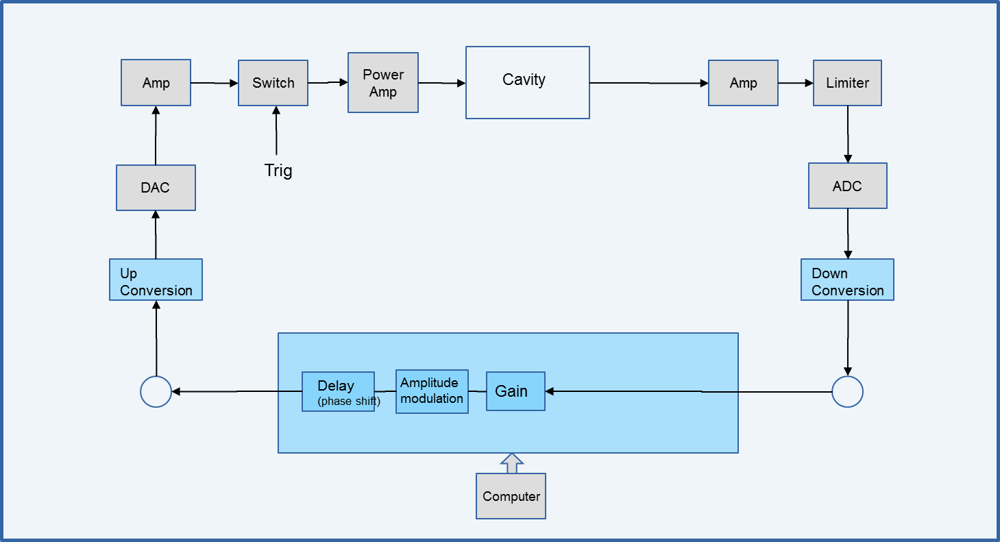 Amp
Switch
Power
Amp
Cavity
Amp
Limiter
Trig
DAC
ADC
Up
Conversion
Down
Conversion
Delay
(phase shift)
Amplitude
modulation
Gain
Computer